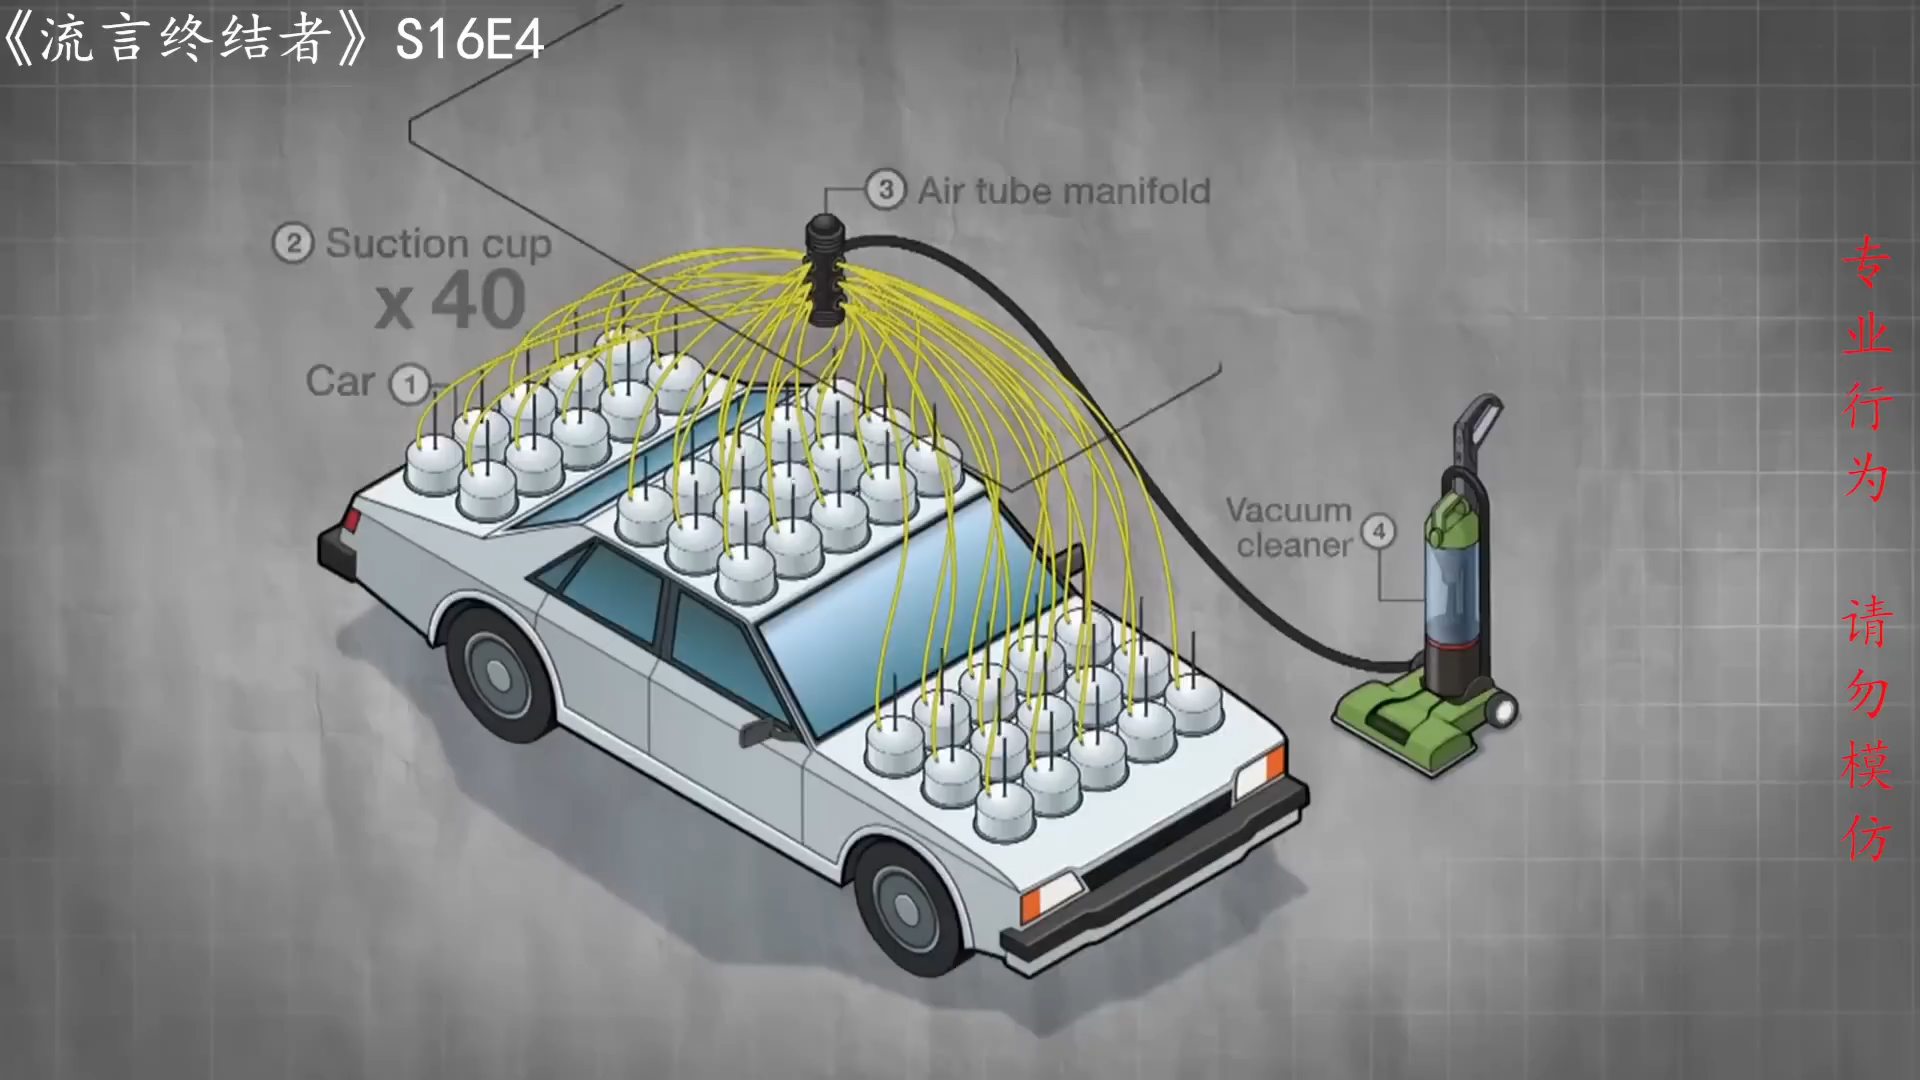 《流言终结者》S16E4
③ Air tube manifold
② Suction cup
x 40
Car ①
Vacuum
cleaner ④
专业行为 请勿模仿